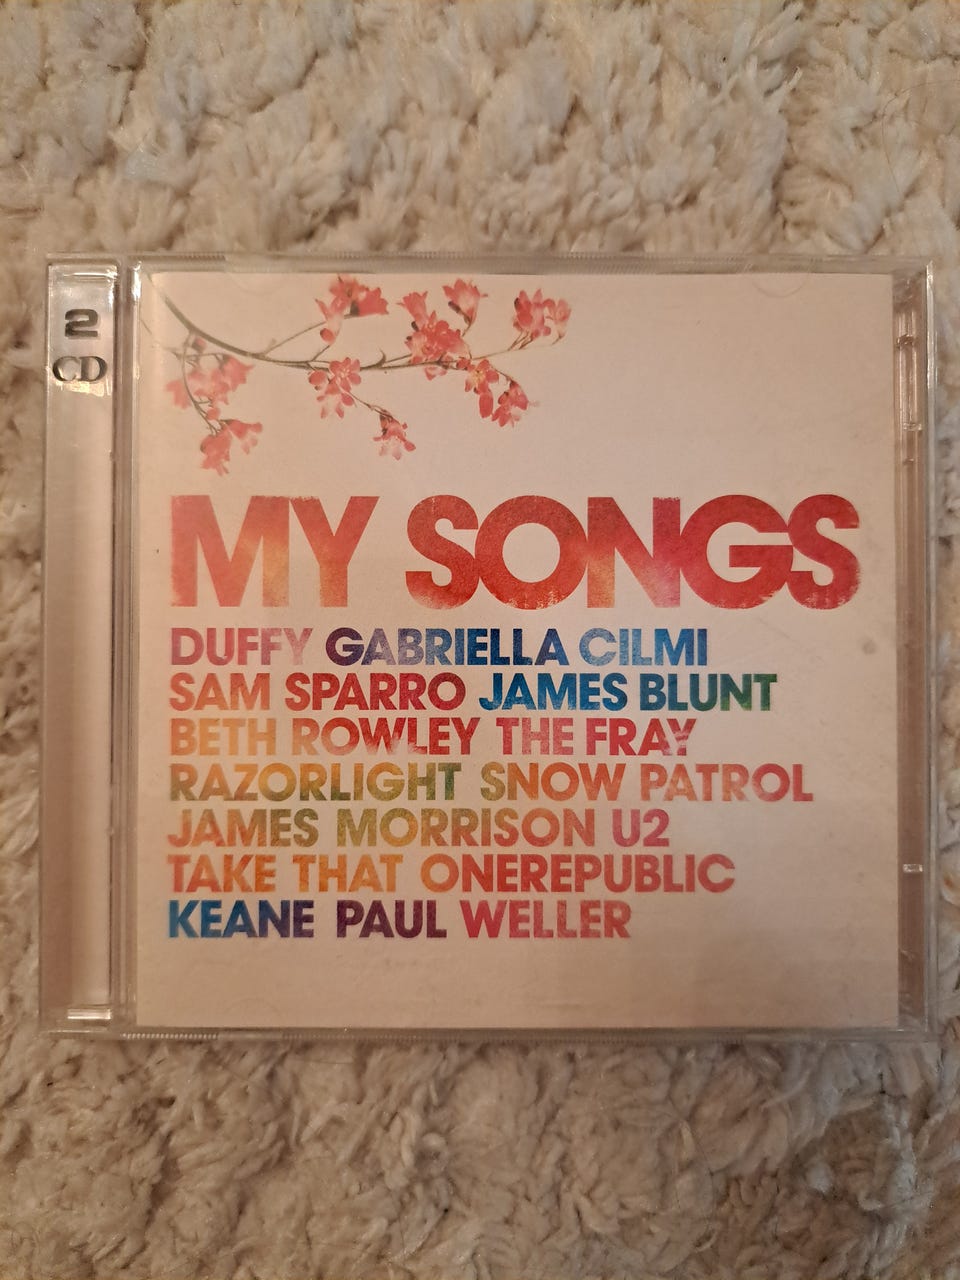 2
CD
MY SONGS
DUFFY GABRIELLA CILMI
SAM SPARRO JAMES BLUNT
BETH ROWLEY THE FRAY
RAZORLIGHT SNOW PATROL
JAMES MORRISON U2
TAKE THAT ONEREPUBLIC
KEANE PAUL WELLER